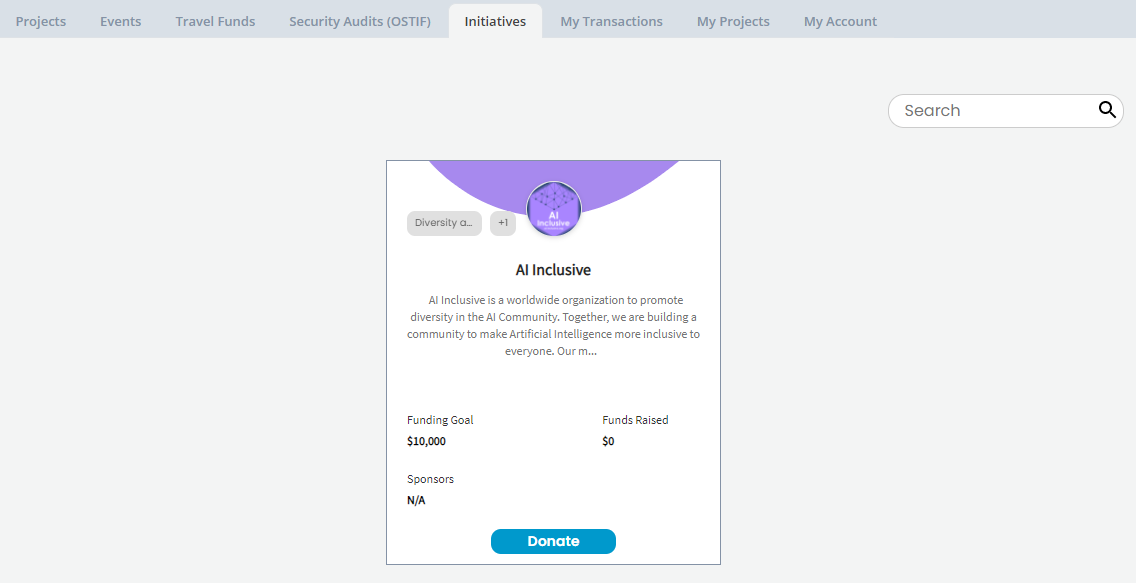 Projects Events Travel Funds Security Audits (OSTIF) Initiatives My Transactions My Projects My Account
Search
AI
Inclusive
Diversity a... +1
AI Inclusive
AI Inclusive is a worldwide organization to promote
diversity in the AI Community. Together, we are building a
community to make Artificial Intelligence more inclusive to
everyone. Our m...
Funding Goal Funds Raised
$10,000 $0
Sponsors
N/A
Donate